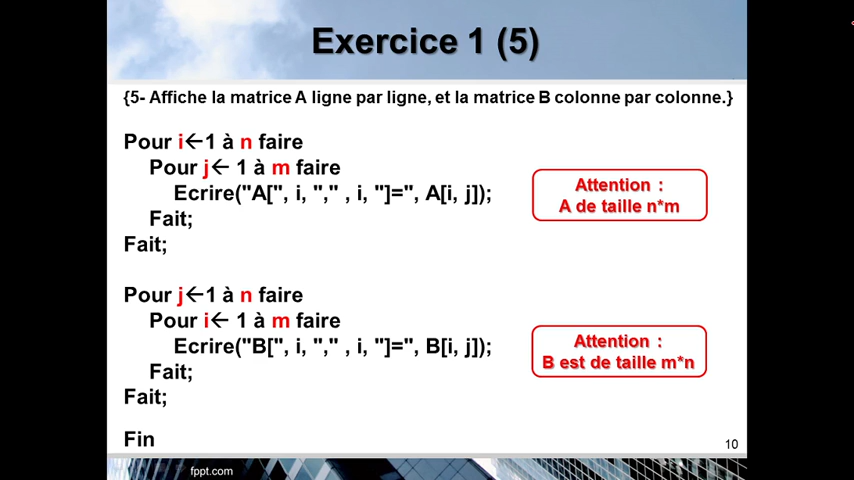 Exercice 1 (5)
{5- Affiche la matrice A ligne par ligne, et la matrice B colonne par colonne.}
Pour i←1 à n faire
Pour j← 1 à m faire
Ecrire("A[", i, "," , i, "]=", A[i, j]);
Fait;
Fait;
Attention :
A de taille n*m
Pour j←1 à n faire
Pour i← 1 à m faire
Ecrire("B[", i, "," , i, "]=", B[i, j]);
Fait;
Fait;
Attention :
B est de taille m*n
Fin
10
fppt.com